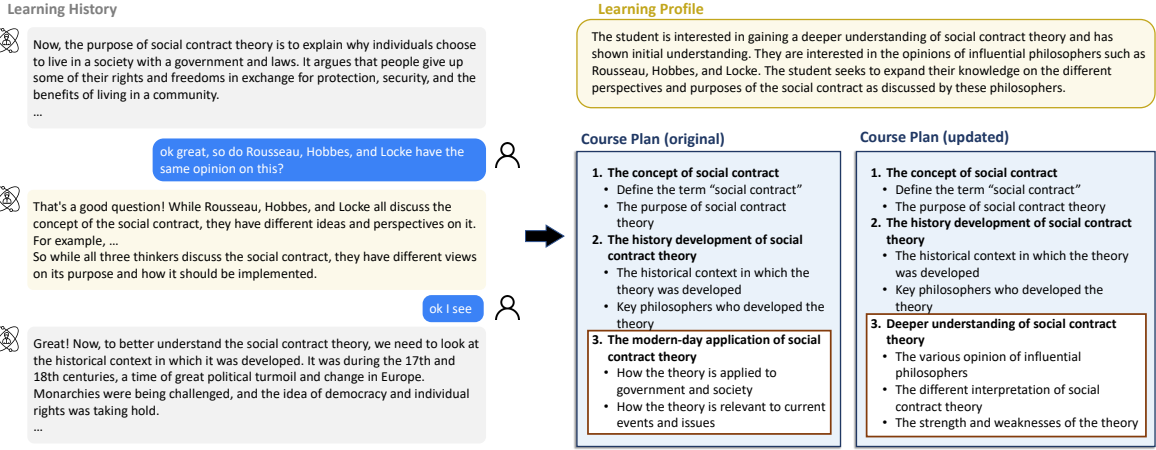 Learning History
Now, the purpose of social contract theory is to explain why individuals choose
to live in a society with a government and laws. It argues that people give up
some of their rights and freedoms in exchange for protection, security, and the
benefits of living in a community.
...
ok great, so do Rousseau, Hobbes, and Locke have the
same opinion on this?
That's a good question! While Rousseau, Hobbes, and Locke all discuss the
concept of the social contract, they have different ideas and perspectives on it.
For example, ...
So while all three thinkers discuss the social contract, they have different views
on its purpose and how it should be implemented.
ok I see
Great! Now, to better understand the social contract theory, we need to look at
the historical context in which it was developed. It was during the 17th and
18th centuries, a time of great political turmoil and change in Europe.
Monarchies were being challenged, and the idea of democracy and individual
rights was taking hold.
...
Learning Profile
The student is interested in gaining a deeper understanding of social contract theory and has
shown initial understanding. They are interested in the opinions of influential philosophers such as
Rousseau, Hobbes, and Locke. The student seeks to expand their knowledge on the different
perspectives and purposes of the social contract as discussed by these philosophers.
Course Plan (original)
1. The concept of social contract
• Define the term “social contract”
• The purpose of social contract
theory
2. The history development of social
contract theory
• The historical context in which the
theory was developed
• Key philosophers who developed the
theory
3. The modern-day application of social
contract theory
• How the theory is applied to
government and society
• How the theory is relevant to current
events and issues
Course Plan (updated)
1. The concept of social contract
• Define the term “social contract”
• The purpose of social contract theory
2. The history development of social contract
theory
• The historical context in which the theory
was developed
• Key philosophers who developed the
theory
3. Deeper understanding of social contract
theory
• The various opinion of influential
philosophers
• The different interpretation of social
contract theory
• The strength and weaknesses of the theory